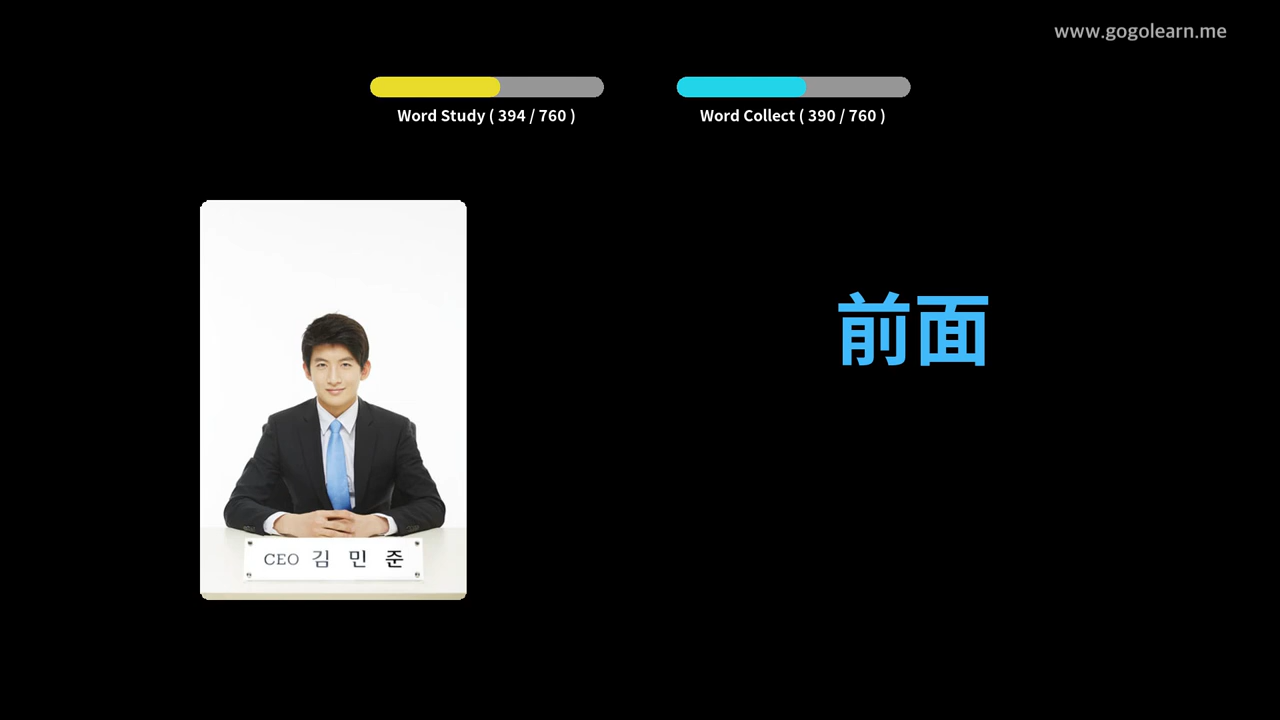 www.gogolearn.me
Word Study ( 394 / 760 )
Word Collect ( 390 / 760 )
前面
CEO 김 민 준